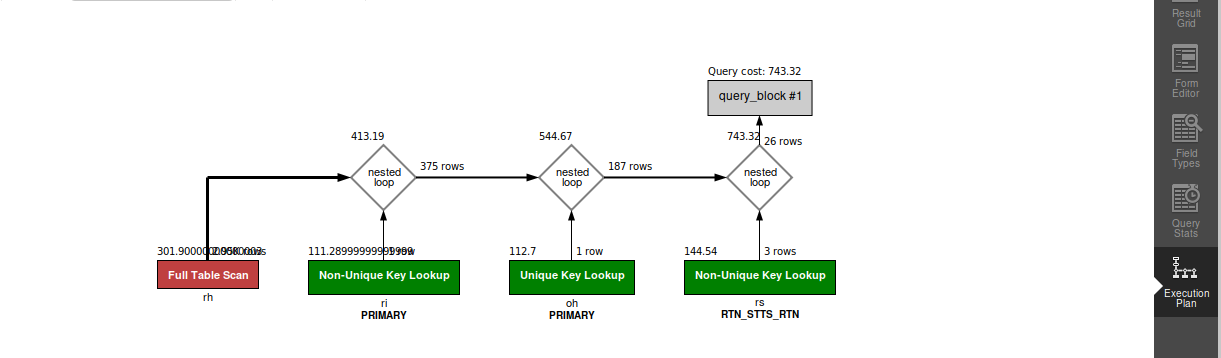 Query cost: 743.32
query_block #1
413.19
544.67
743.32
26 rows
nested
loop
375 rows
nested
loop
187 rows
nested
loop
rows
111.28999999999999
112.7
1 row
144.54
3 rows
Full Table Scan
Non-Unique Key Lookup
Unique Key Lookup
Non-Unique Key Lookup
rh
ri
oh
rs
PRIMARY
PRIMARY
RTN_STTS_RTN
Result
Grid
Form
Editor
Field
Types
Query
Stats
Execution
Plan